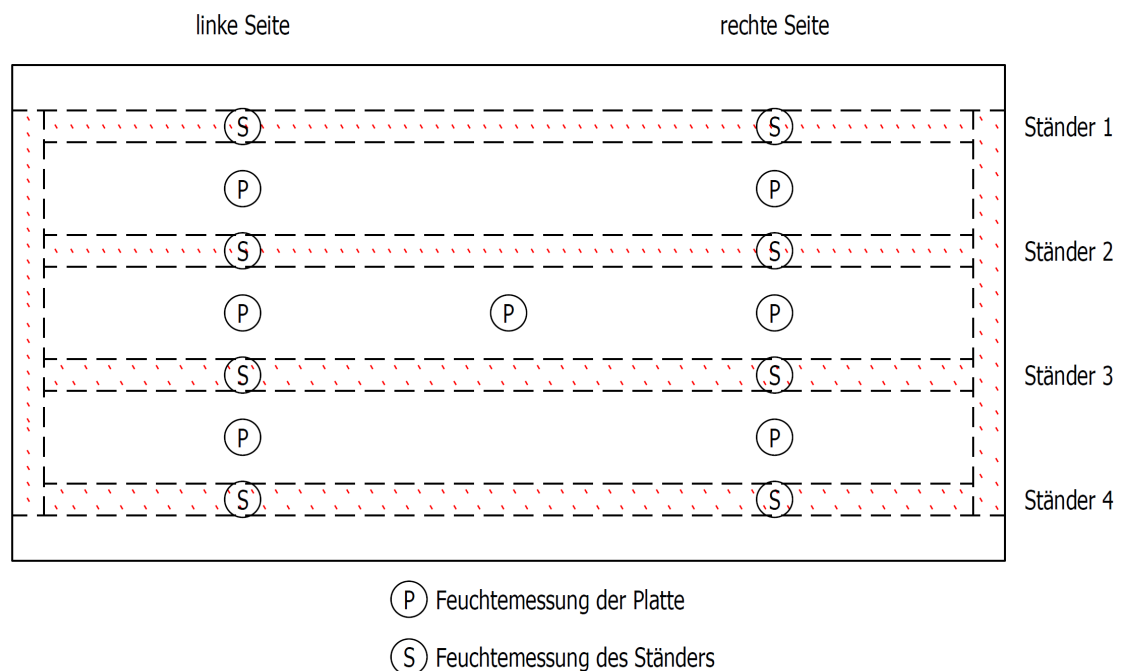 linke Seite
rechte Seite
S S Ständer 1
P P
S S Ständer 2
P P P
S S Ständer 3
P P
S S Ständer 4
P Feuchtemessung der Platte
S Feuchtemessung des Ständers